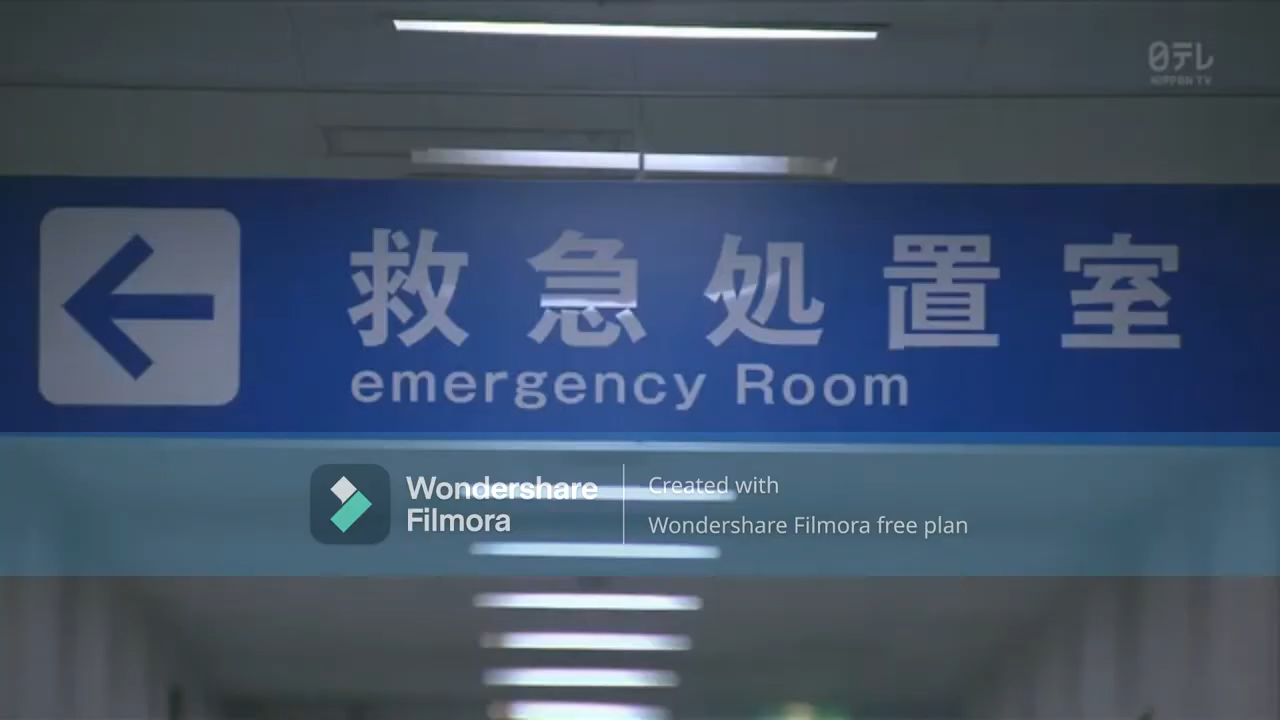 日テレ
NIPPON TV
救急処置室
emergency Room
Wondershare
Filmora
Created with
Wondershare Filmora free plan